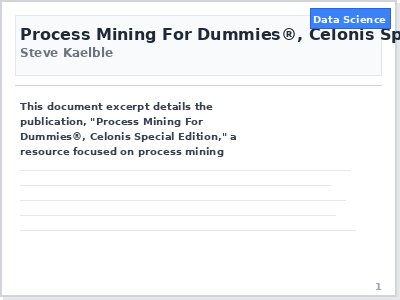 Data Science
Process Mining For Dummies®, Celonis Sp
Steve Kaelble
This document excerpt details the
publication, "Process Mining For
Dummies®, Celonis Special Edition," a
resource focused on process mining
1